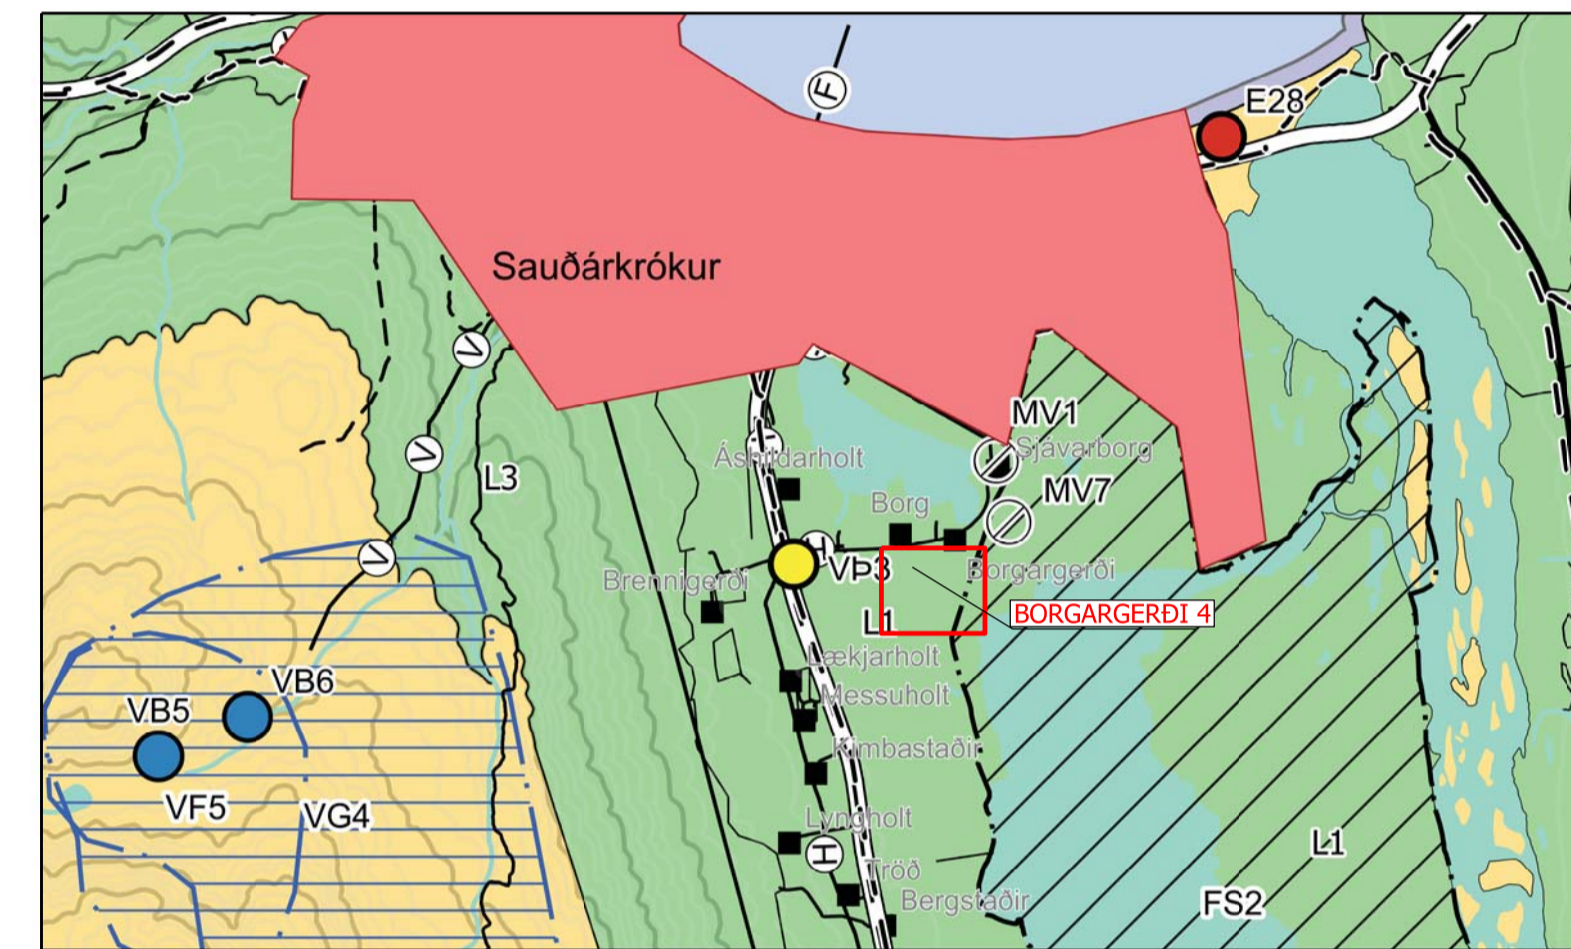 F
E28
Sauðárkrókur
V
MV1
Áshildarholt
Sjávarborg
V
L3
MV7
Borg
V
H
VÞ3
Borgargerði
Brennigerði
BORGARGERÐI 4
L1
Lækjarholt
VB6
Messuholt
VB5
Kimbastaðir
VF5
VG4
Lyngholt
L1
H
Tröð
Bergstaðir
FS2